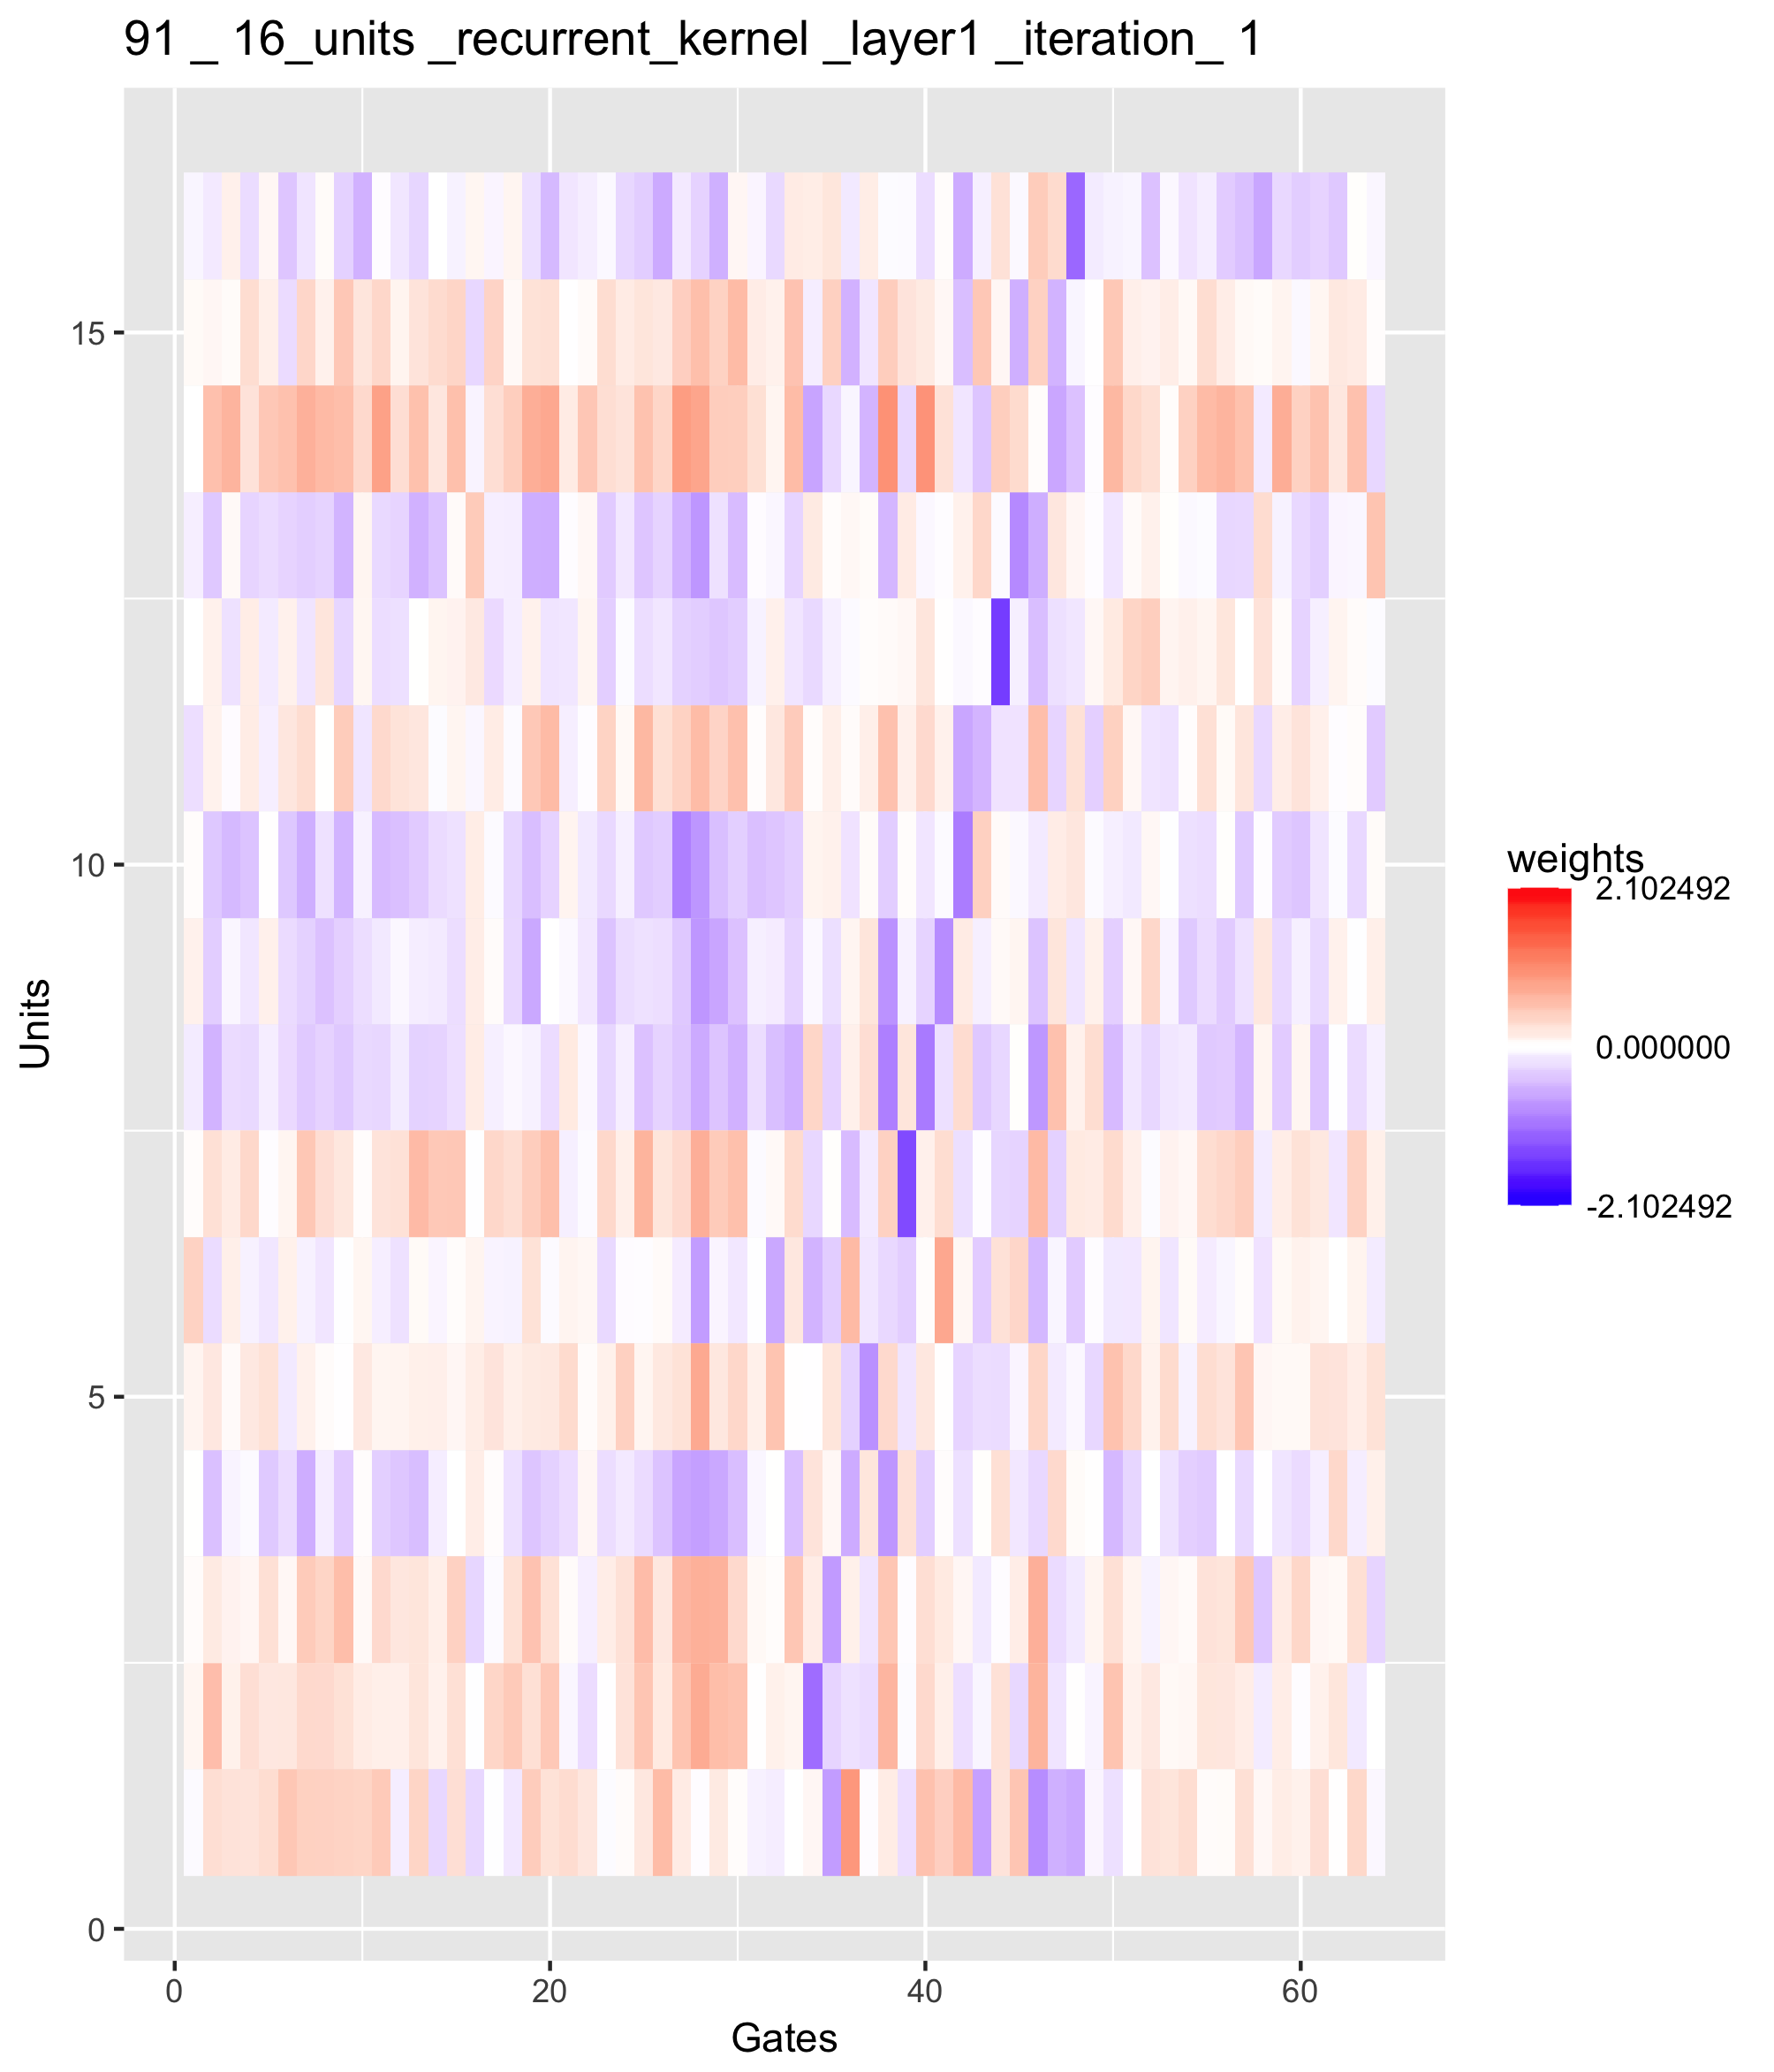 91 _ 16_units _recurrent_kernel _layer1 _iteration_ 1
15
10
5
0
Units
0 20 40 60
Gates
weights
2.102492
0.000000
-2.102492